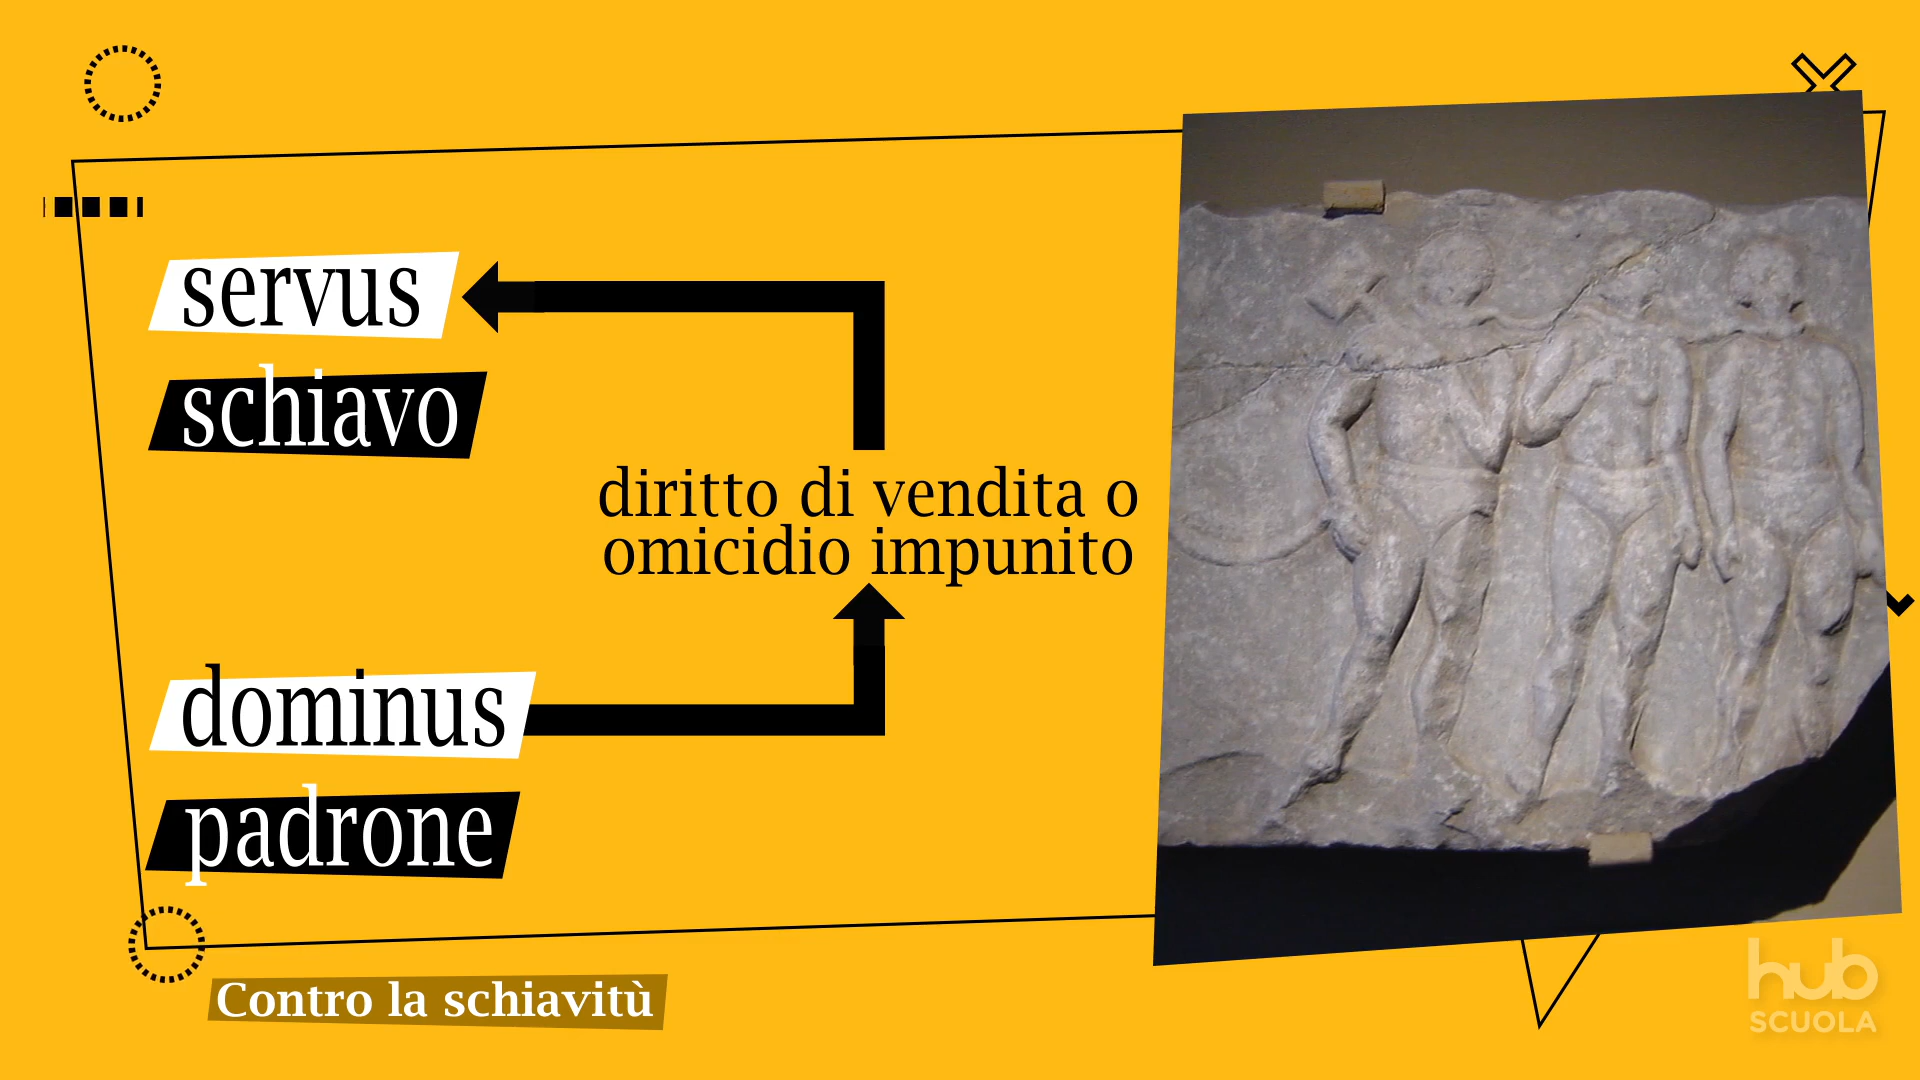 servus
schiavo
diritto di vendita o
omicidio impunito
dominus
padrone
Contro la schiavitù
hub
SCUOLA